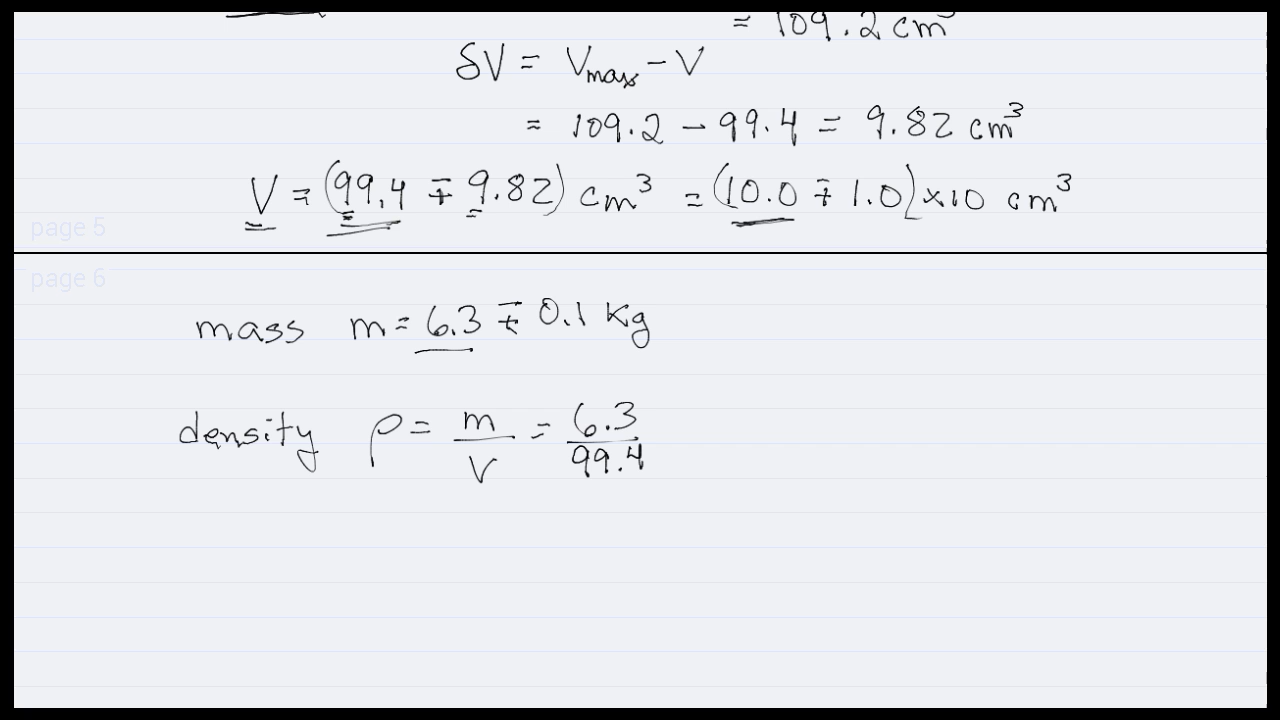 = 109.2 cm³
δV = Vmax - V
= 109.2 - 99.4 = 9.82 cm³
V = (99.4 ∓ 9.82) cm³ = (10.0 ∓ 1.0) × 10 cm³
page 5
page 6
mass m = 6.3 ∓ 0.1 Kg
density ρ = m/V = 6.3/99.4